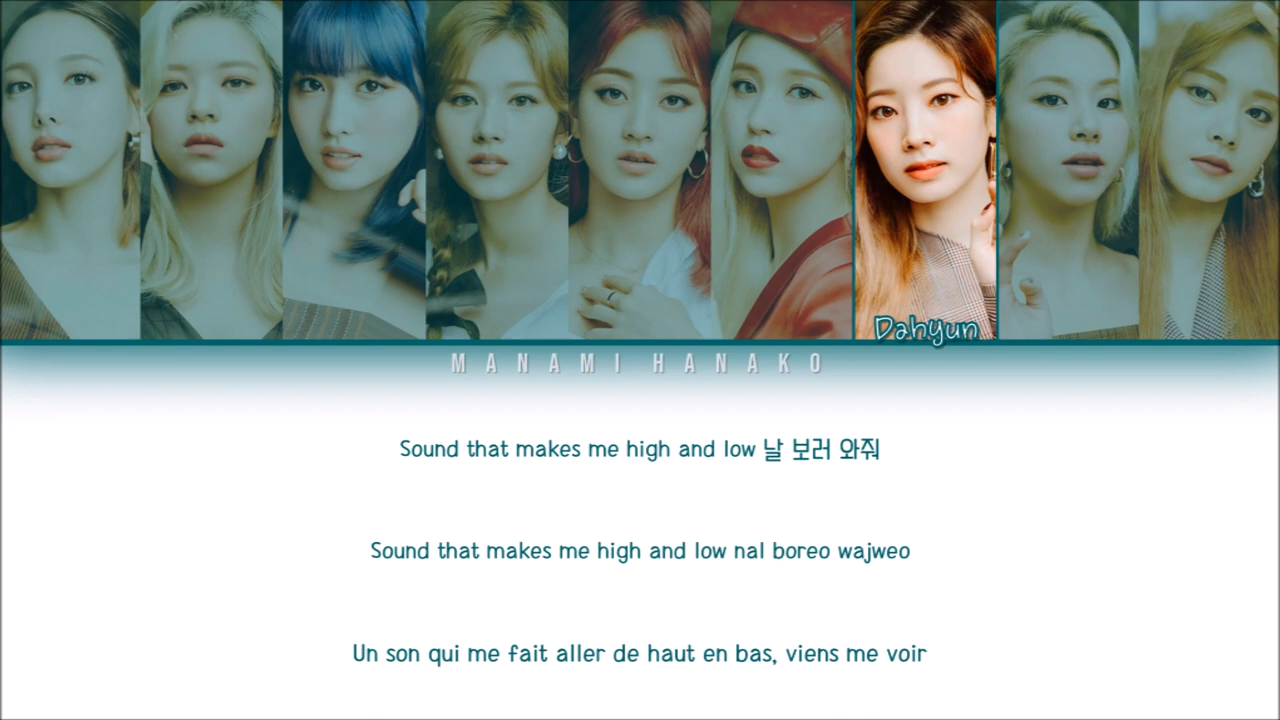 Dahyun
MANAMI HANAKO
Sound that makes me high and low 날 보러 와줘
Sound that makes me high and low nal boreo wajweo
Un son qui me fait aller de haut en bas, viens me voir